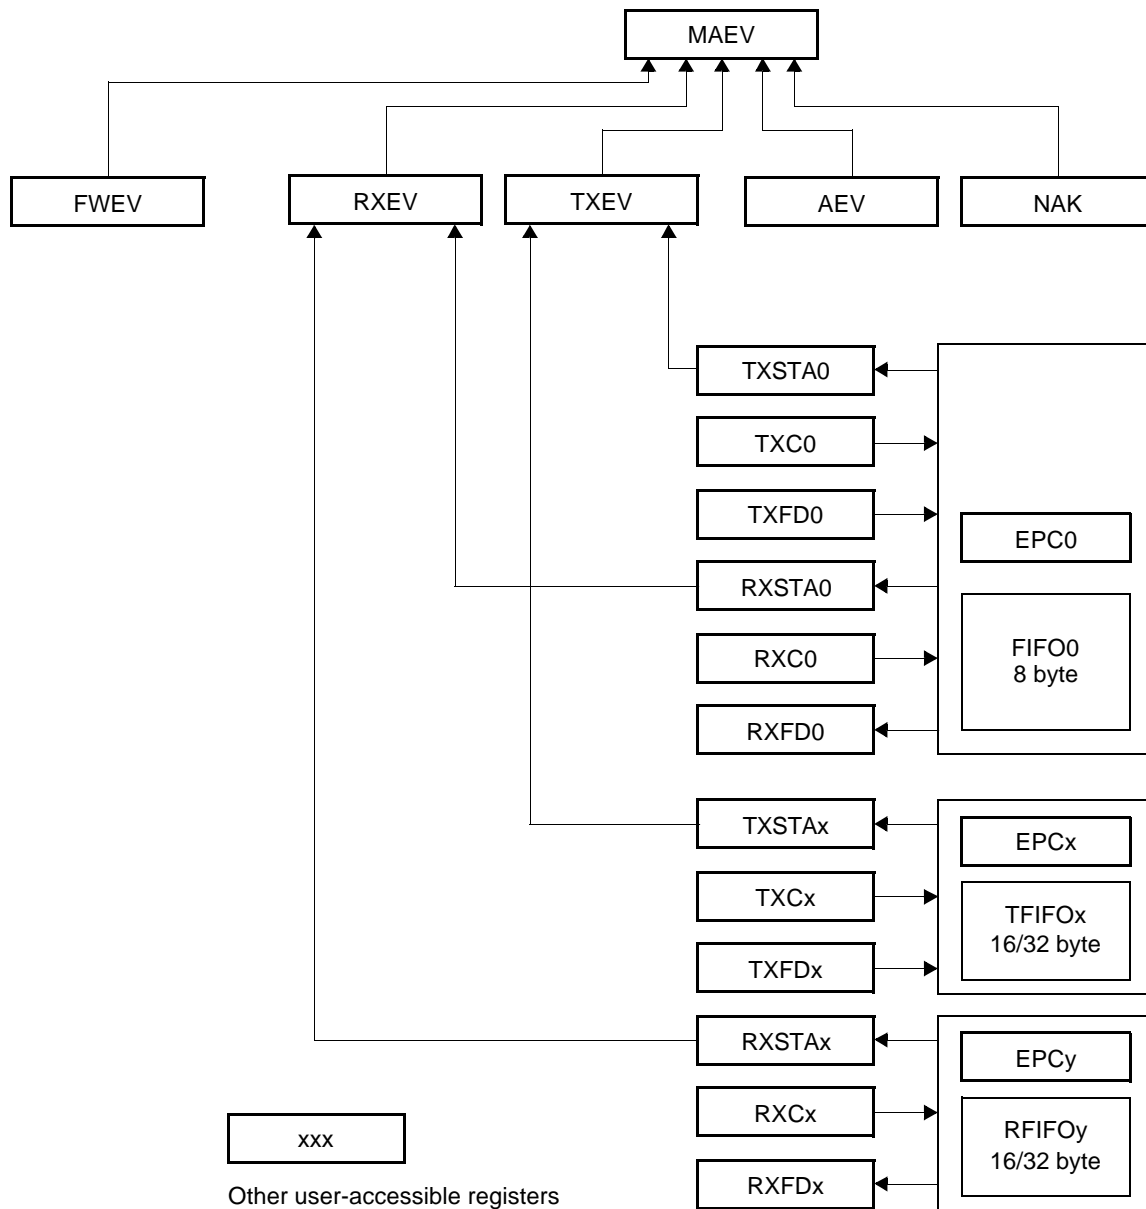 MAEV
FWEV
RXEV
TXEV
AEV
NAK
TXSTA0
TXC0
TXFD0
EPC0
RXSTA0
FIFO0
8 byte
RXC0
RXFD0
TXSTAx
EPCx
TXCx
TFIFOx
16/32 byte
TXFDx
RXSTAx
EPCy
RXCx
RFIFOy
16/32 byte
xxx
RXFDx
Other user-accessible registers